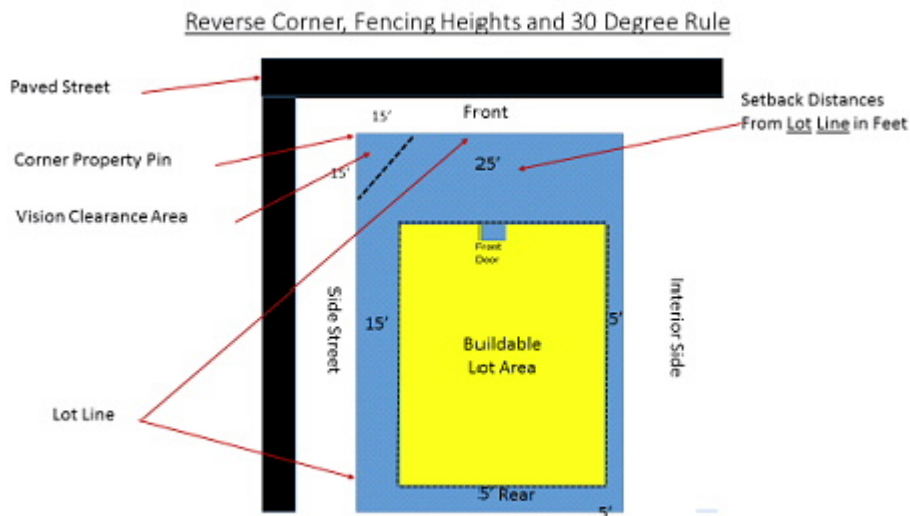 Reverse Corner, Fencing Heights and 30 Degree Rule
Paved Street
Front
15’
Setback Distances
From Lot Line in Feet
Corner Property Pin
15’
25’
Vision Clearance Area
Front
Door
Side Street
15’
5’
Interior Side
Buildable
Lot Area
Lot Line
5’ Rear
5’